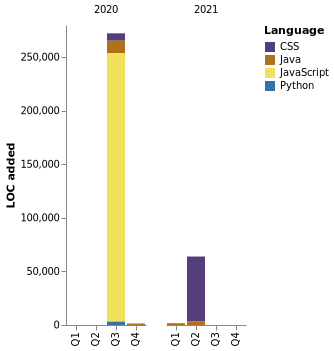 2020 2021
Language
CSS
Java
JavaScript
Python
LOC added
250,000
200,000
150,000
100,000
50,000
0
Q1 Q2 Q3 Q4 Q1 Q2 Q3 Q4